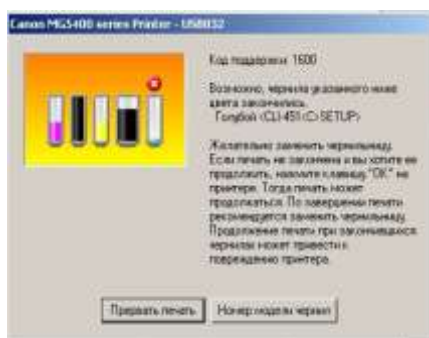 Canon MG5400 series Printer - USB032
Код поддержки: 1600
Возможно, чернила указанного ниже
цвета закончились.
Голубой <CLI-451 (C) SETUP>
Желательно заменить чернильницу.
Если печать не закончена и вы хотите ее
продолжить, нажмите клавишу "OK" на
принтере. Тогда печать может
продолжаться. По завершении печати
рекомендуется заменить чернильницу.
Продолжение печати при закончившихся
чернилах может привести к
повреждению принтера.
Прервать печать
Номер модели чернил